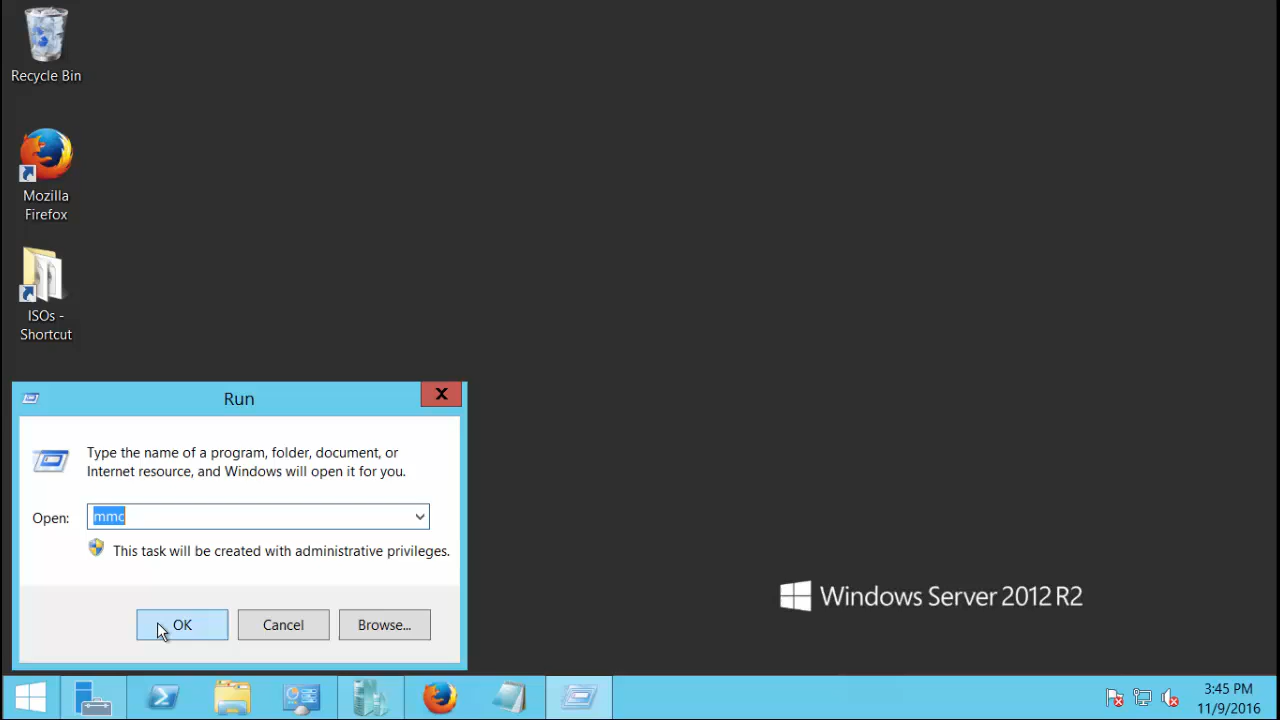 Recycle Bin
Mozilla
Firefox
ISOs -
Shortcut
Run
X
Type the name of a program, folder, document, or
Internet resource, and Windows will open it for you.
Open:
mmc
This task will be created with administrative privileges.
OK
Cancel
Browse...
Windows Server 2012 R2
3:45 PM
11/9/2016